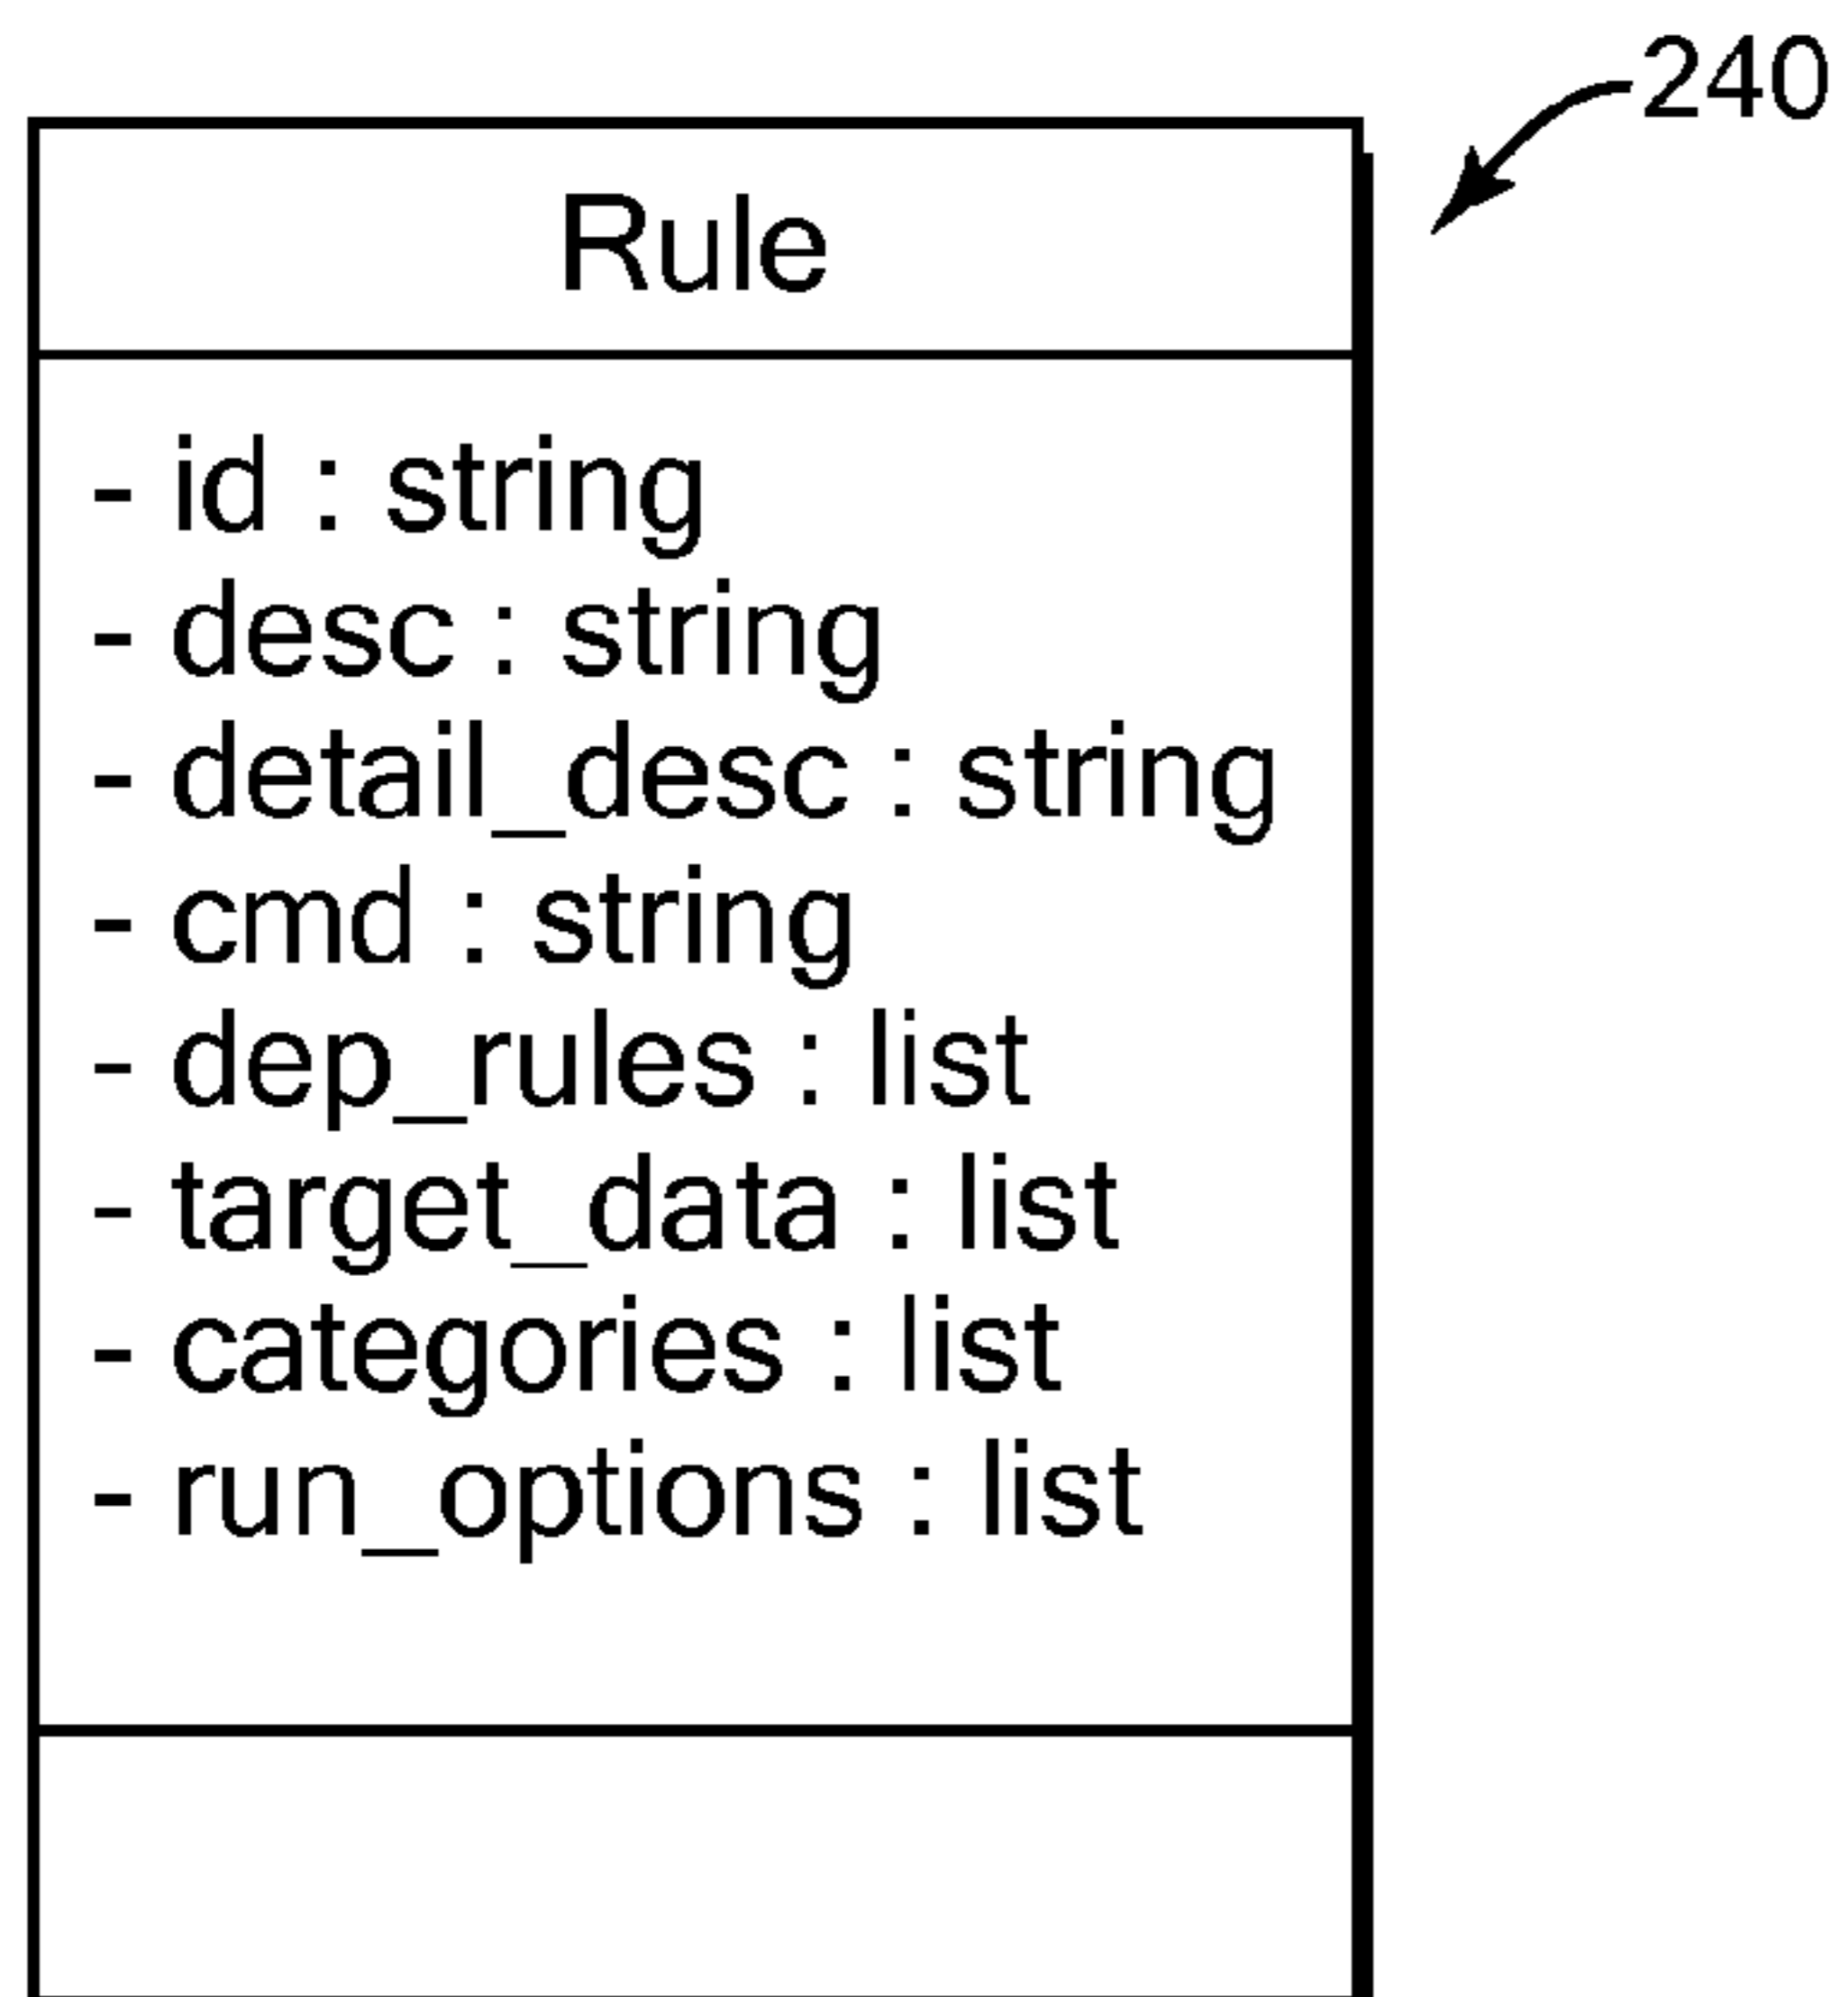 240
Rule
- id : string
- desc : string
- detail_desc : string
- cmd : string
- dep_rules : list
- target_data : list
- categories : list
- run_options : list